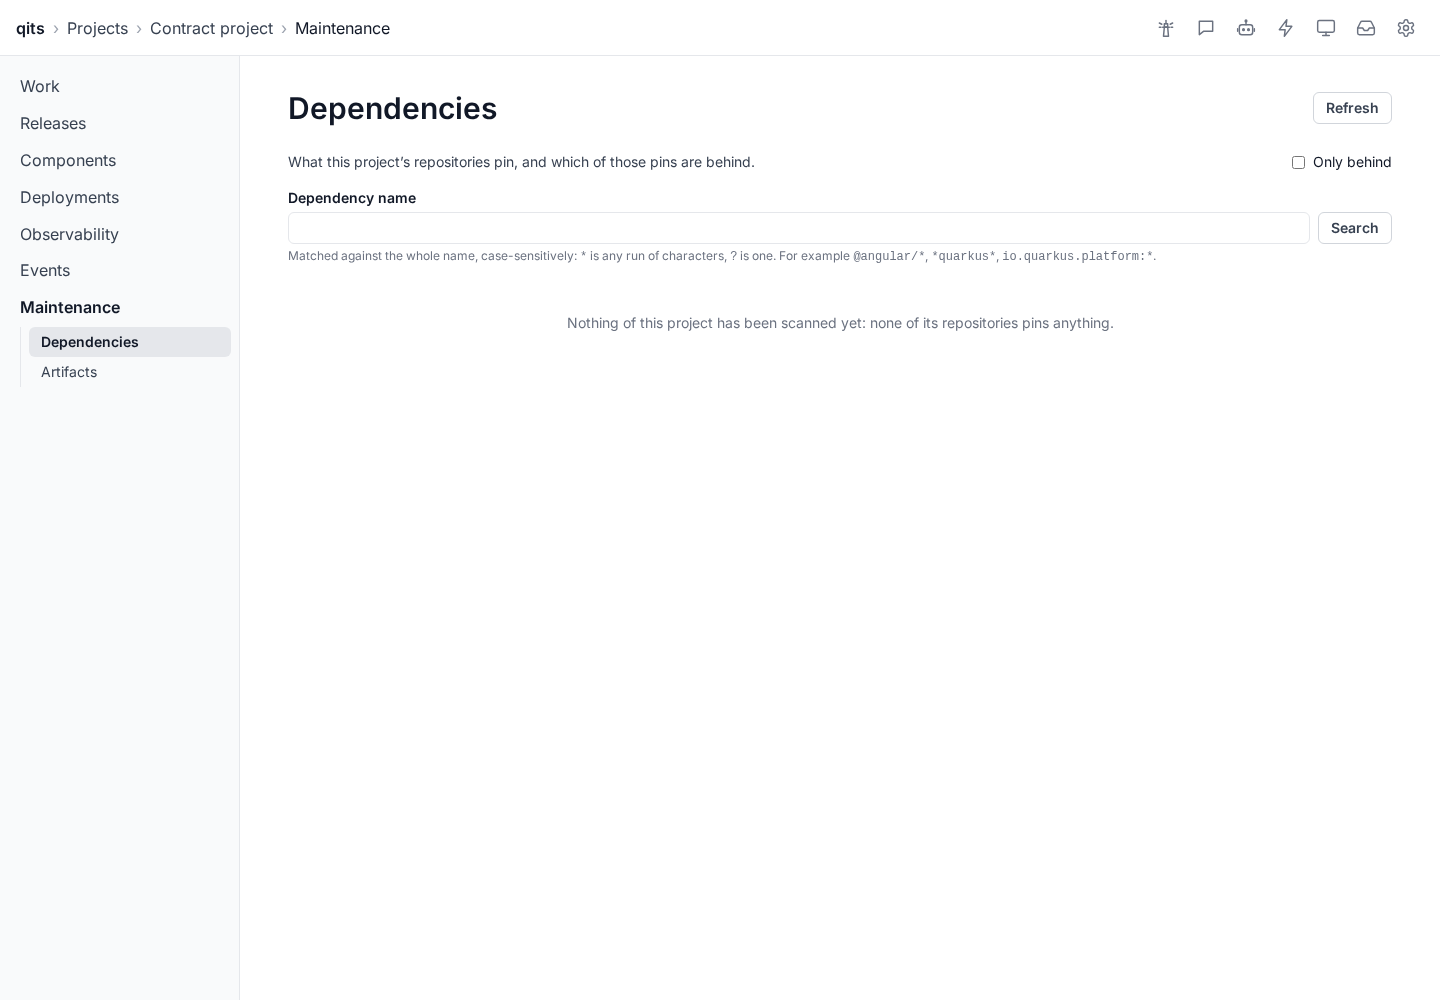 qits › Projects › Contract project › Maintenance
Work
Releases
Components
Deployments
Observability
Events
Maintenance
Dependencies
Artifacts
Dependencies
Refresh
What this project’s repositories pin, and which of those pins are behind.
Only behind
Dependency name
Search
Matched against the whole name, case-sensitively: * is any run of characters, ? is one. For example @angular/*, *quarkus*, io.quarkus.platform:*.
Nothing of this project has been scanned yet: none of its repositories pins anything.